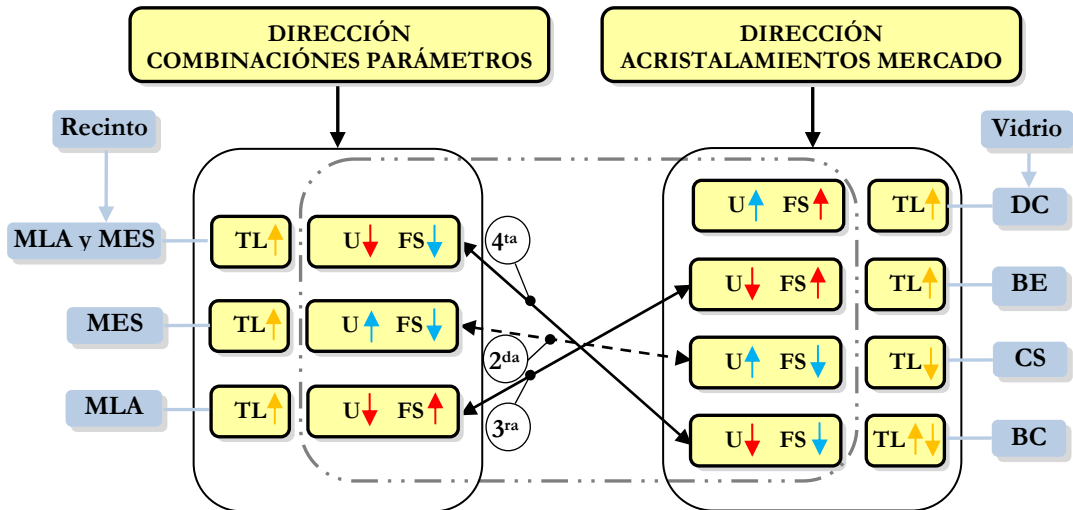 DIRECCIÓN
COMBINACIÓNES PARÁMETROS
DIRECCIÓN
ACRISTALAMIENTOS MERCADO
Recinto
Vidrio
MLA y MES
TL
U FS
4ta
U FS
TL
DC
MES
TL
U FS
2da
U FS
TL
BE
MLA
TL
U FS
3ra
U FS
TL
CS
U FS
TL
BC